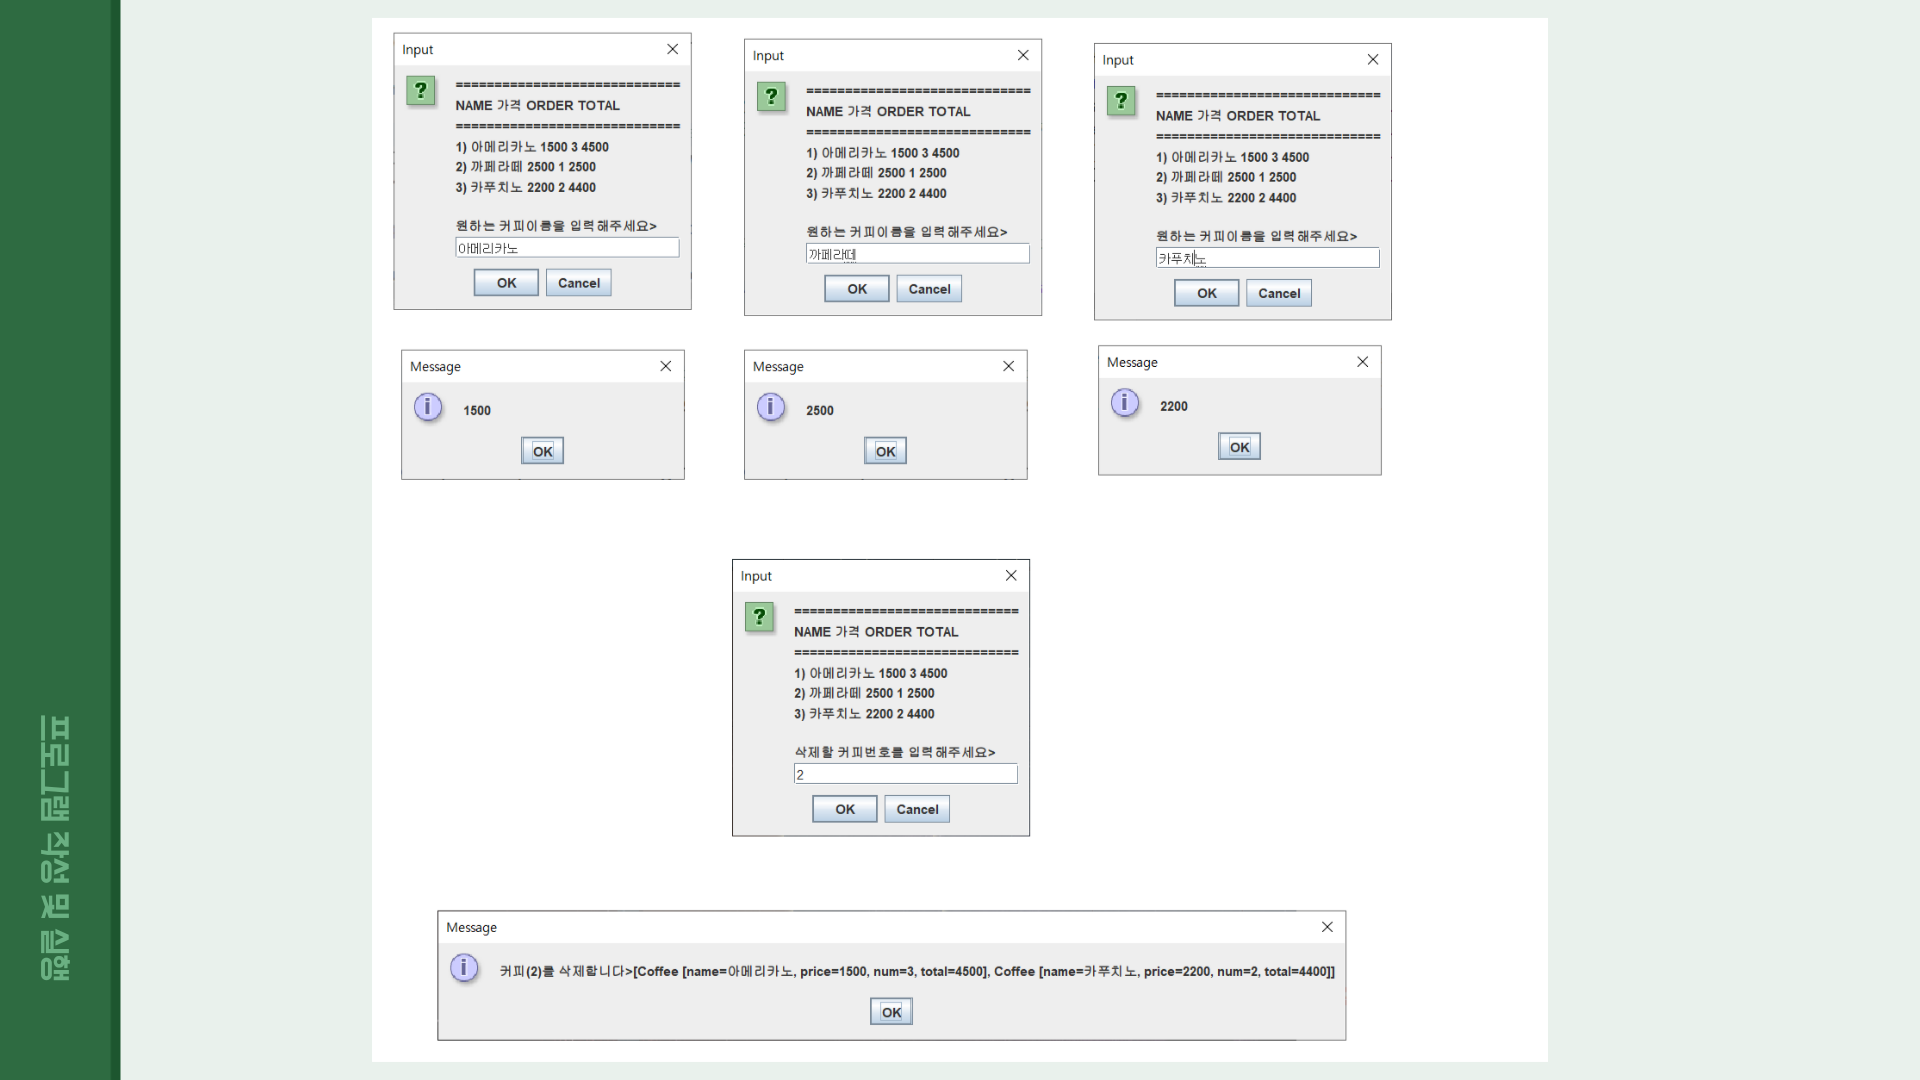 프로그램 작성 및 실행
Input
==============================
NAME 가격 ORDER TOTAL
==============================
1) 아메리카노 1500 3 4500
2) 까페라떼 2500 1 2500
3) 카푸치노 2200 2 4400
원하는 커피이름을 입력해주세요>
아메리카노
OK Cancel
Input
==============================
NAME 가격 ORDER TOTAL
==============================
1) 아메리카노 1500 3 4500
2) 까페라떼 2500 1 2500
3) 카푸치노 2200 2 4400
원하는 커피이름을 입력해주세요>
까페라떼
OK Cancel
Input
==============================
NAME 가격 ORDER TOTAL
==============================
1) 아메리카노 1500 3 4500
2) 까페라떼 2500 1 2500
3) 카푸치노 2200 2 4400
원하는 커피이름을 입력해주세요>
카푸치노
OK Cancel
Message
1500
OK
Message
2500
OK
Message
2200
OK
Input
==============================
NAME 가격 ORDER TOTAL
==============================
1) 아메리카노 1500 3 4500
2) 까페라떼 2500 1 2500
3) 카푸치노 2200 2 4400
삭제할 커피번호를 입력해주세요>
2
OK Cancel
Message
커피(2)를 삭제합니다>[Coffee [name=아메리카노, price=1500, num=3, total=4500], Coffee [name=카푸치노, price=2200, num=2, total=4400]]
OK